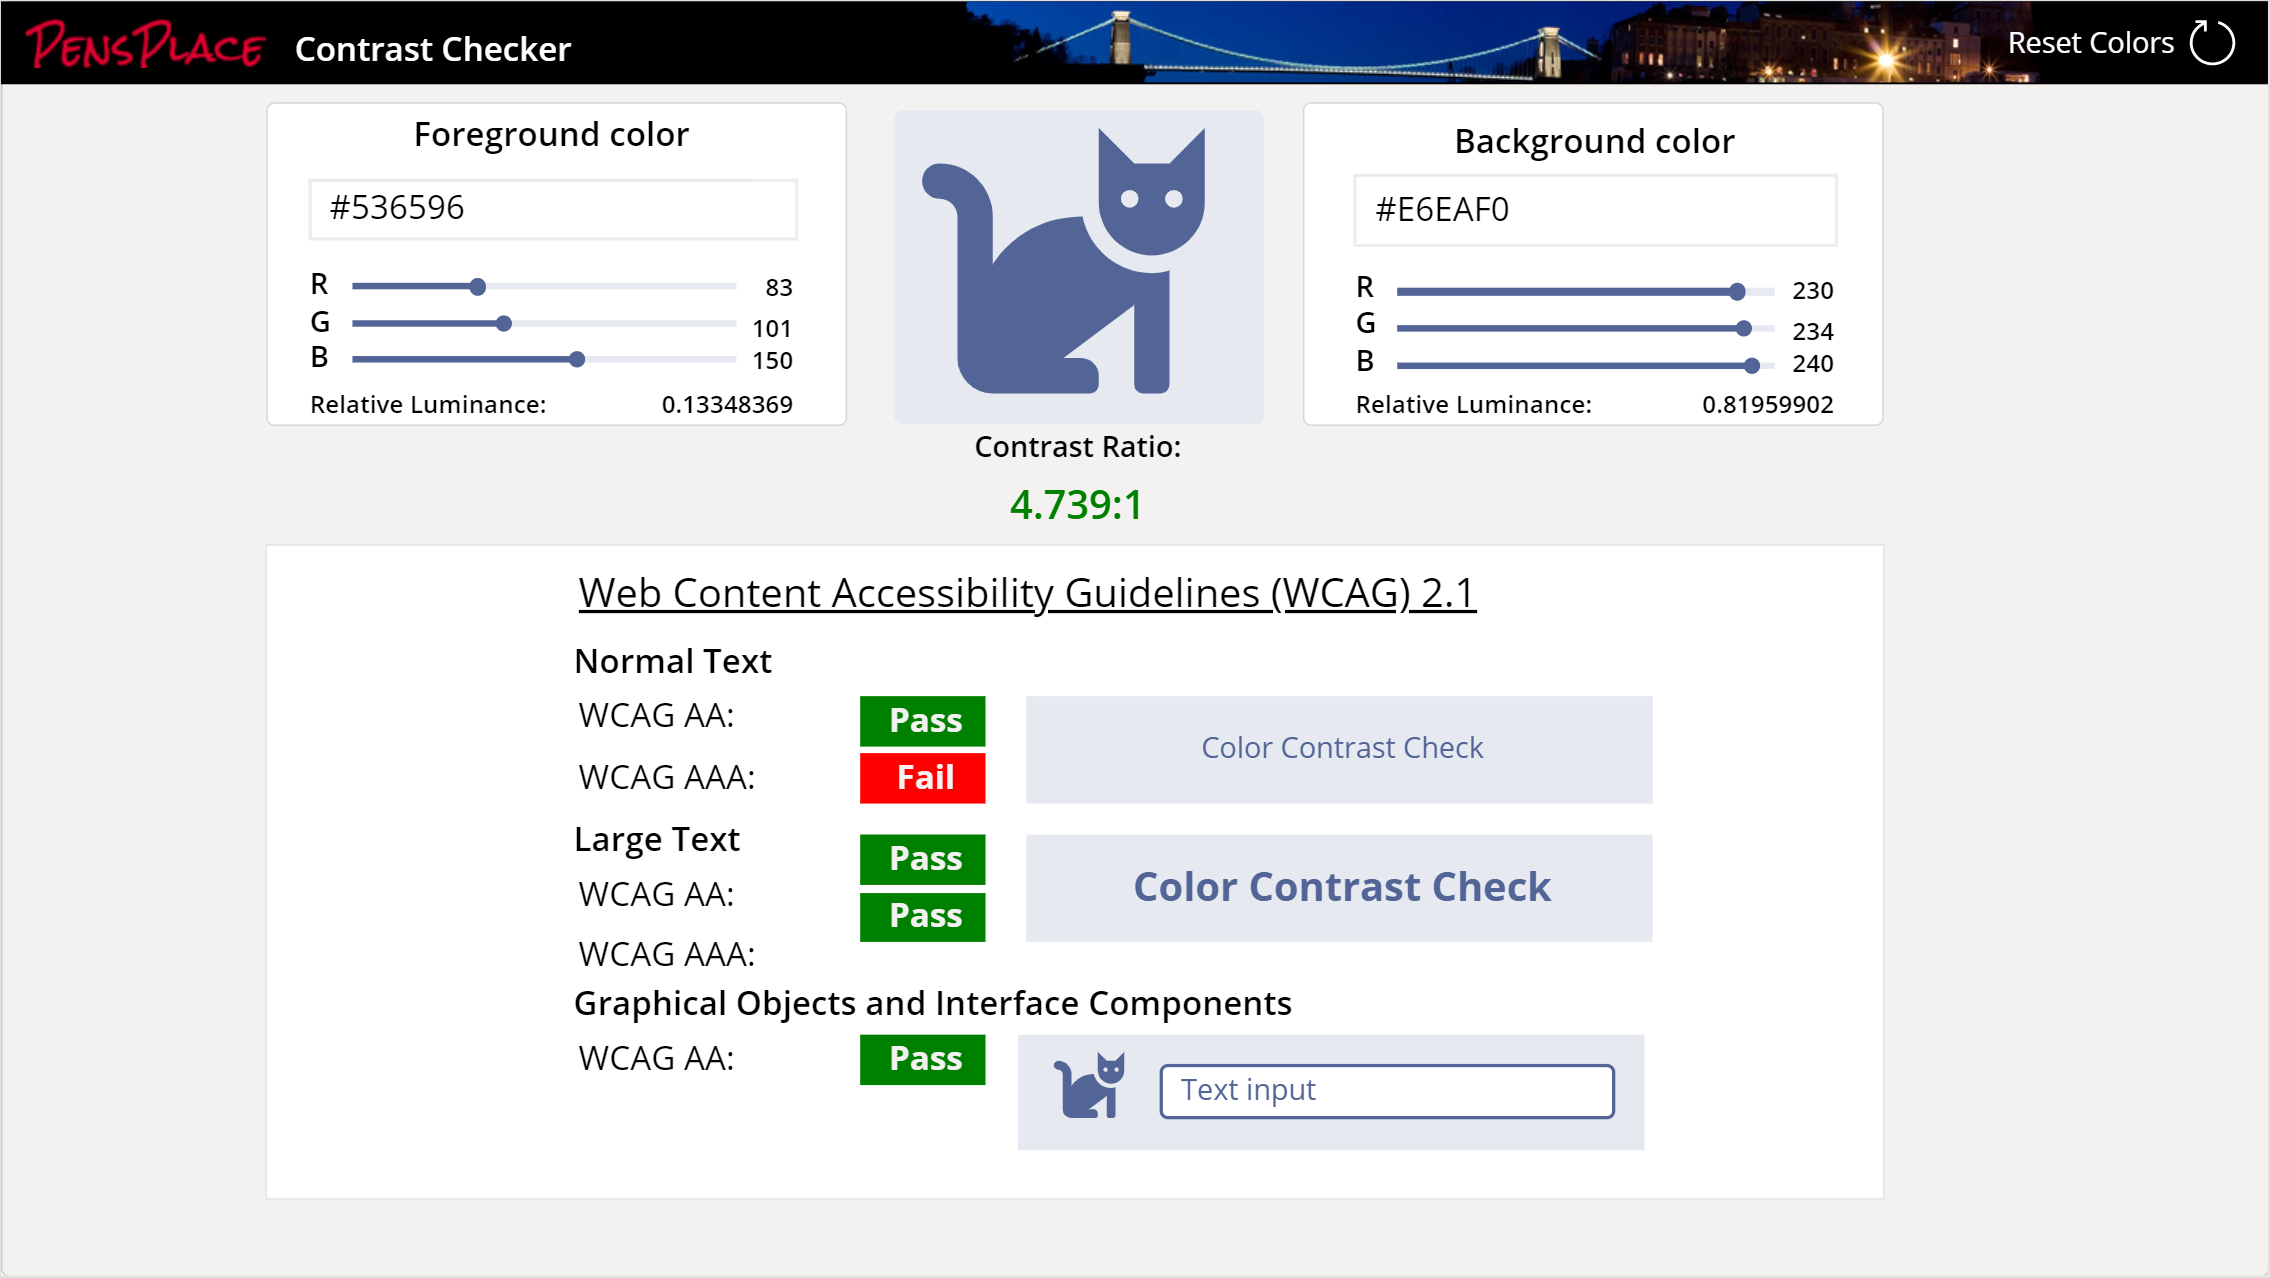 PENSPLACE Contrast Checker Reset Colors
Foreground color
#536596
R 83
G 101
B 150
Relative Luminance: 0.13348369
Contrast Ratio:
4.739:1
Background color
#E6EAF0
R 230
G 234
B 240
Relative Luminance: 0.81959902
Web Content Accessibility Guidelines (WCAG) 2.1
Normal Text
WCAG AA: Pass
WCAG AAA: Fail
Color Contrast Check
Large Text
WCAG AA: Pass
WCAG AAA: Pass
Color Contrast Check
Graphical Objects and Interface Components
WCAG AA: Pass
Text input